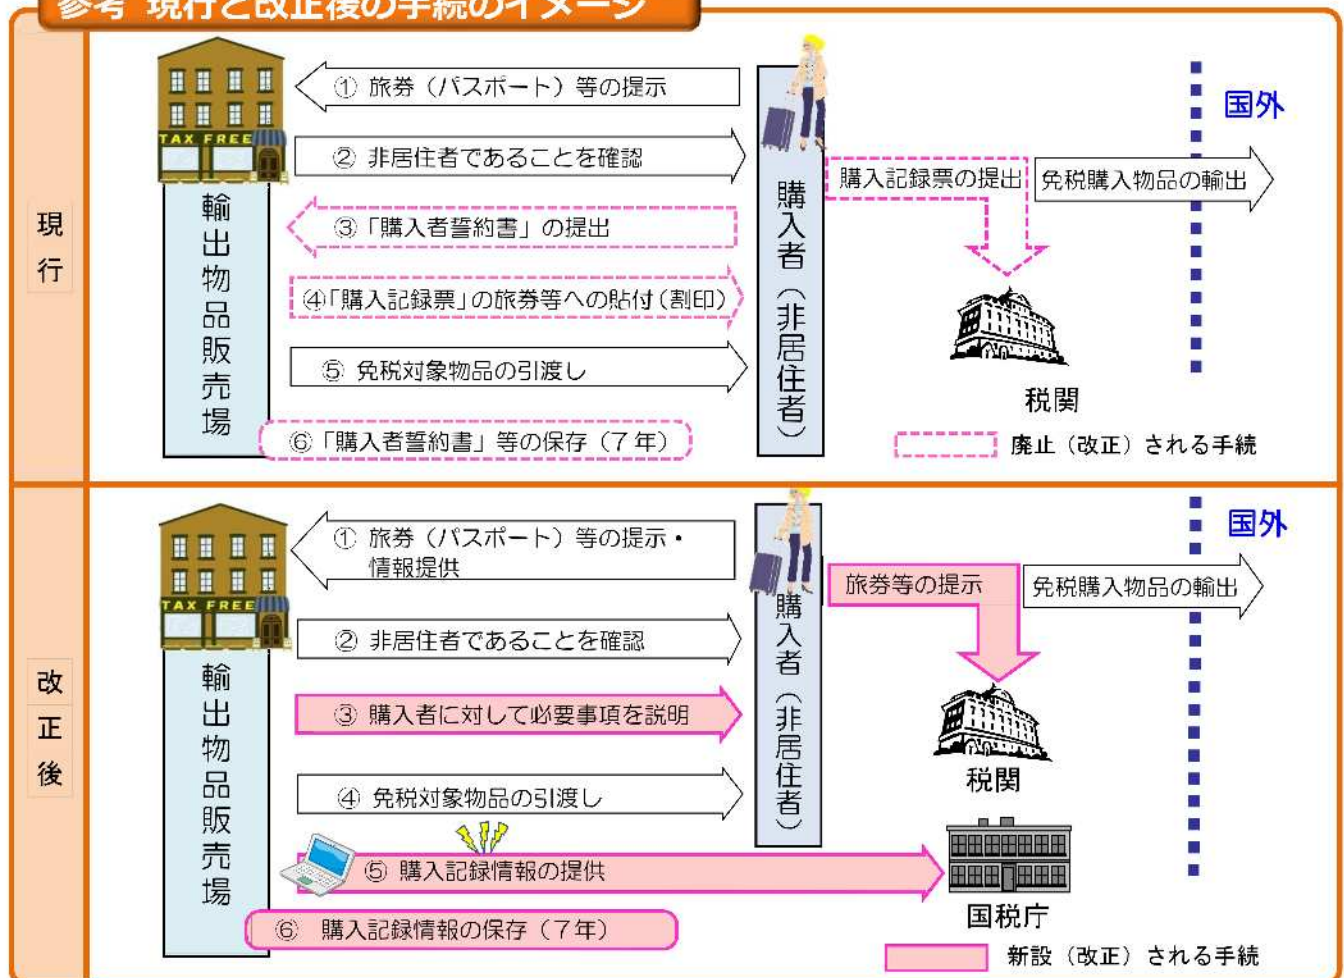 参考 現行と改正後の手続のイメージ
現行
TAX FREE
輸出物品販売場
① 旅券（パスポート）等の提示
② 非居住者であることを確認
③「購入者誓約書」の提出
④「購入記録票」の旅券等への貼付（割印）
⑤ 免税対象物品の引渡し
⑥「購入者誓約書」等の保存（７年）
購入者（非居住者）
購入記録票の提出
免税購入物品の輸出
国外
税関
廃止（改正）される手続
改正後
TAX FREE
輸出物品販売場
① 旅券（パスポート）等の提示・
情報提供
② 非居住者であることを確認
③ 購入者に対して必要事項を説明
④ 免税対象物品の引渡し
⑤ 購入記録情報の提供
⑥ 購入記録情報の保存（７年）
購入者（非居住者）
旅券等の提示
免税購入物品の輸出
国外
税関
国税庁
新設（改正）される手続